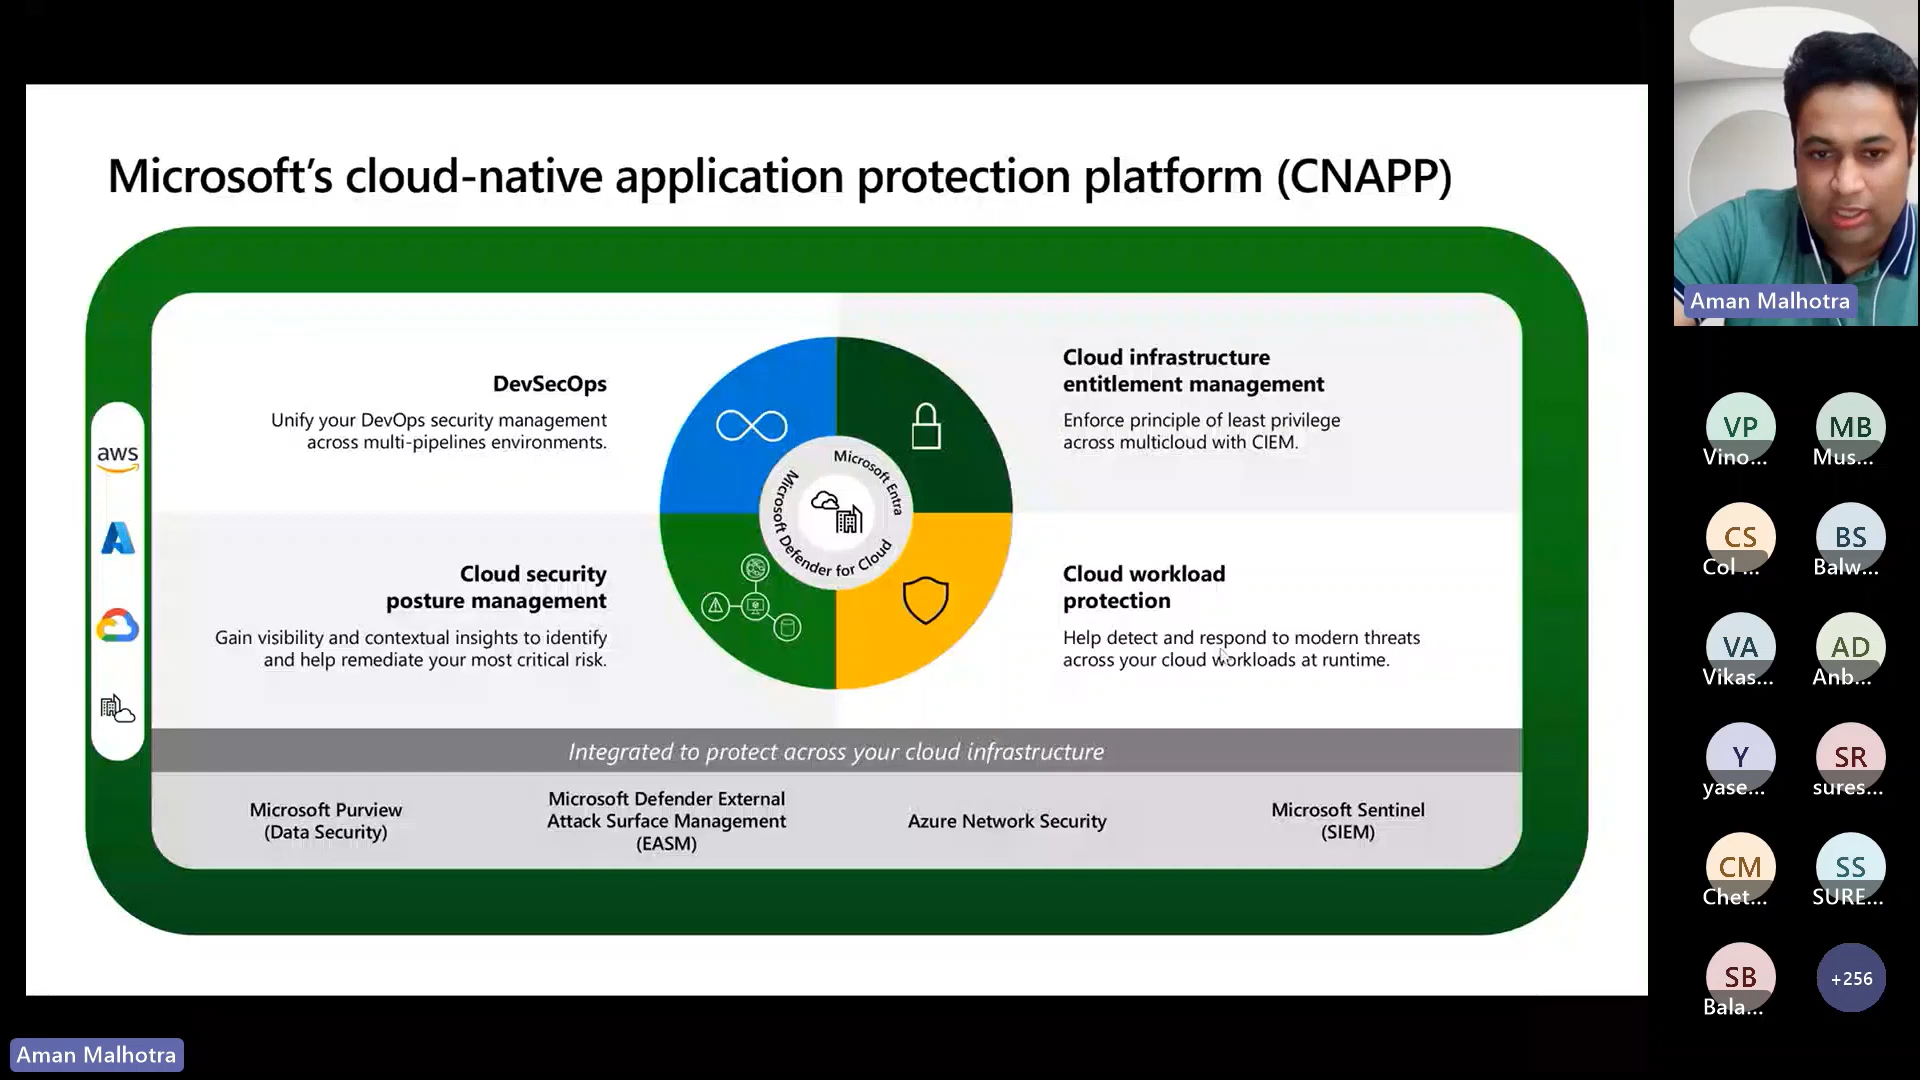 Microsoft's cloud-native application protection platform (CNAPP)
DevSecOps
Unify your DevOps security management
across multi-pipelines environments.
Cloud infrastructure
entitlement management
Enforce principle of least privilege
across multicloud with CIEM.
aws
Microsoft Entra
Microsoft Defender for Cloud
Cloud security
posture management
Gain visibility and contextual insights to identify
and help remediate your most critical risk.
Cloud workload
protection
Help detect and respond to modern threats
across your cloud workloads at runtime.
Integrated to protect across your cloud infrastructure
Microsoft Purview
(Data Security)
Microsoft Defender External
Attack Surface Management
(EASM)
Azure Network Security
Microsoft Sentinel
(SIEM)
Aman Malhotra
Aman Malhotra
VP
Vino...
MB
Mus...
CS
Col ...
BS
Balw...
VA
Vikas...
AD
Anb...
Y
yase...
SR
sures...
CM
Chet...
SS
SURE...
SB
Bala...
+256